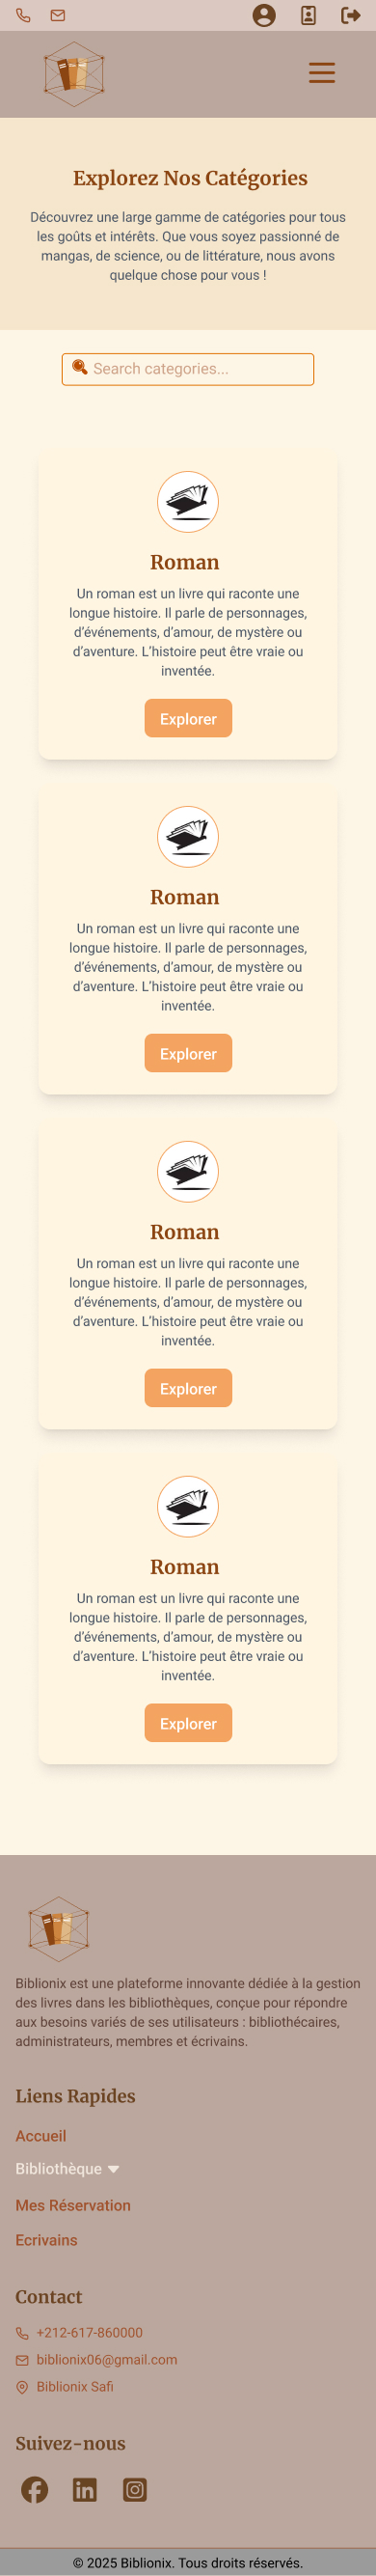 Explorez Nos Catégories
Découvrez une large gamme de catégories pour tous
les goûts et intérêts. Que vous soyez passionné de
mangas, de science, ou de littérature, nous avons
quelque chose pour vous !
Search categories...
Roman
Un roman est un livre qui raconte une
longue histoire. Il parle de personnages,
d’événements, d’amour, de mystère ou
d’aventure. L’histoire peut être vraie ou
inventée.
Explorer
Roman
Un roman est un livre qui raconte une
longue histoire. Il parle de personnages,
d’événements, d’amour, de mystère ou
d’aventure. L’histoire peut être vraie ou
inventée.
Explorer
Roman
Un roman est un livre qui raconte une
longue histoire. Il parle de personnages,
d’événements, d’amour, de mystère ou
d’aventure. L’histoire peut être vraie ou
inventée.
Explorer
Roman
Un roman est un livre qui raconte une
longue histoire. Il parle de personnages,
d’événements, d’amour, de mystère ou
d’aventure. L’histoire peut être vraie ou
inventée.
Explorer
Biblionix est une plateforme innovante dédiée à la gestion
des livres dans les bibliothèques, conçue pour répondre
aux besoins variés de ses utilisateurs : bibliothécaires,
administrateurs, membres et écrivains.
Liens Rapides
Accueil
Bibliothèque
Mes Réservation
Ecrivains
Contact
+212-617-860000
biblionix06@gmail.com
Biblionix Safi
Suivez-nous
© 2025 Biblionix. Tous droits réservés.